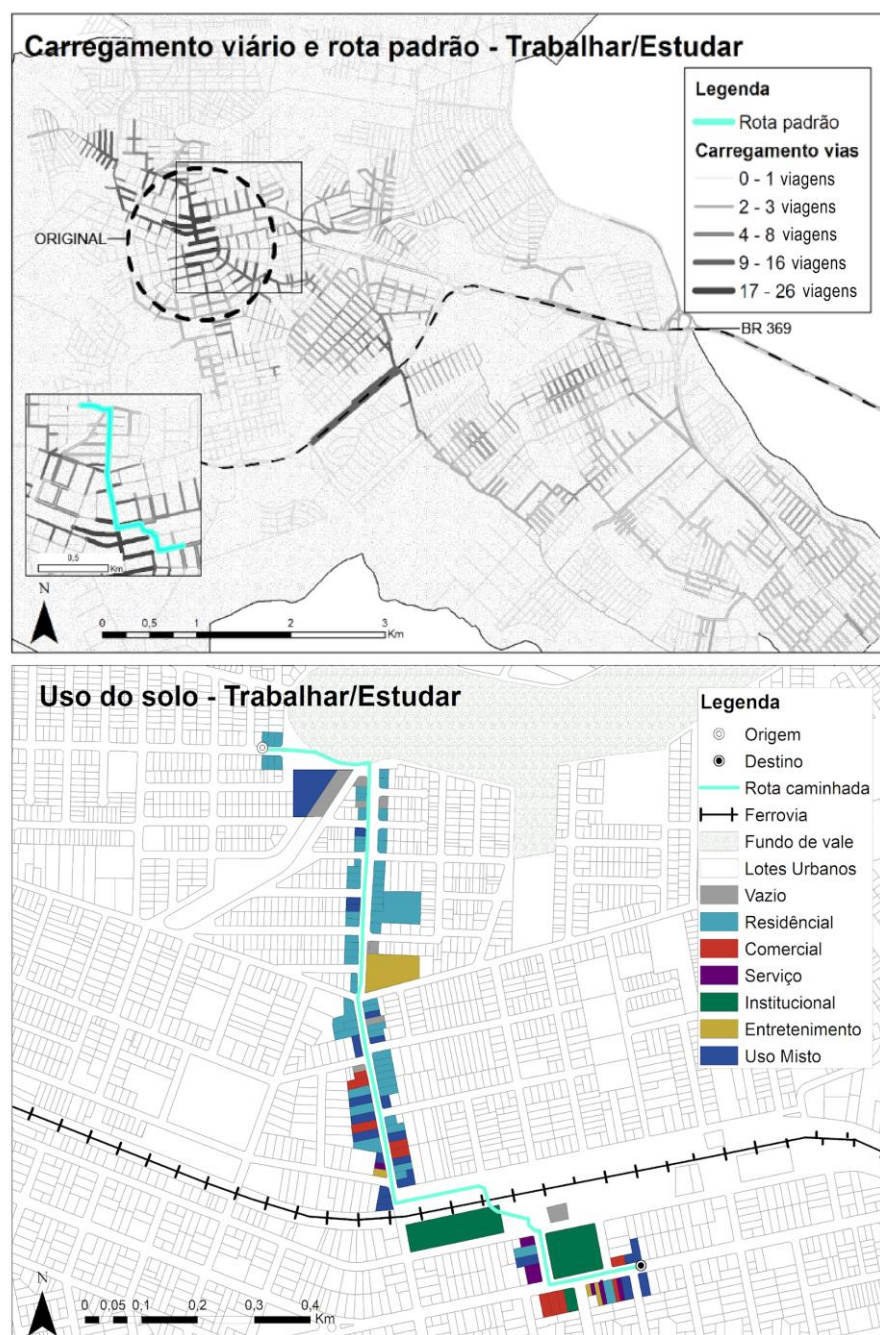 Carregamento viário e rota padrão - Trabalhar/Estudar
Legenda
Rota padrão
Carregamento vias
0 - 1 viagens
2 - 3 viagens
4 - 8 viagens
9 - 16 viagens
17 - 26 viagens
ORIGINAL
BR 369
0,5
Km
N
0 0,5 1 2 3
Km
Uso do solo - Trabalhar/Estudar
Legenda
Origem
Destino
Rota caminhada
Ferrovia
Fundo de vale
Lotes Urbanos
Vazio
Residêncial
Comercial
Serviço
Institucional
Entretenimento
Uso Misto
N
0 0,05 0,1 0,2 0,3 0,4
Km